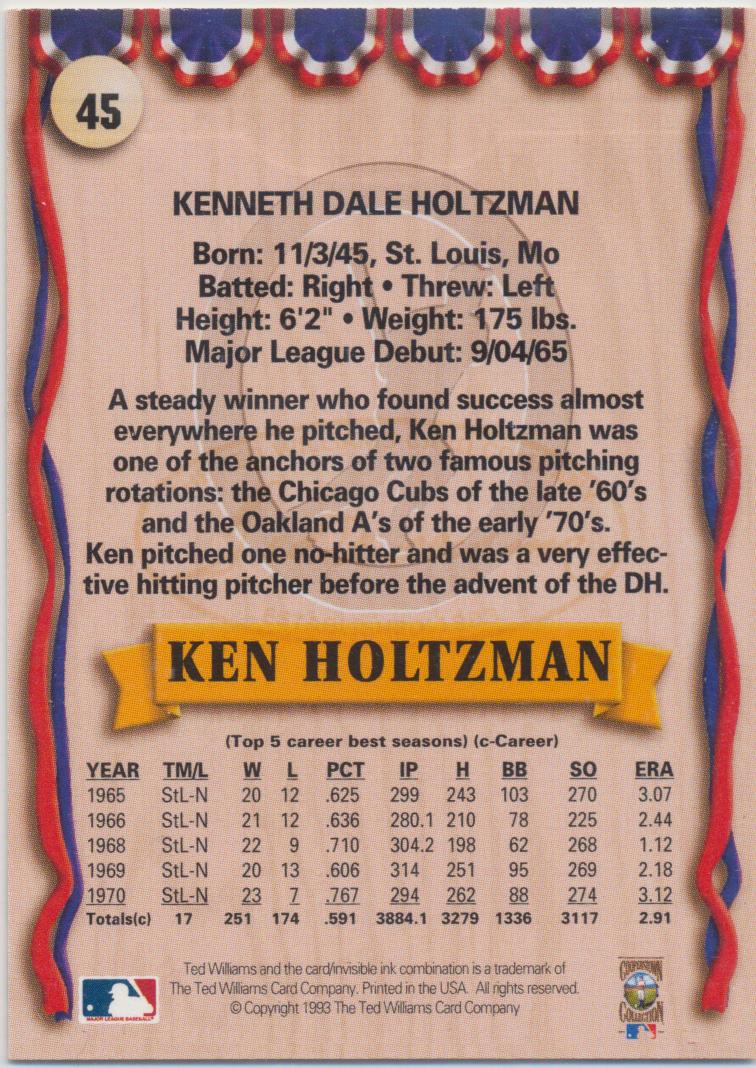 45
KENNETH DALE HOLTZMAN
Born: 11/3/45, St. Louis, Mo
Batted: Right • Threw: Left
Height: 6'2" • Weight: 175 lbs.
Major League Debut: 9/04/65
A steady winner who found success almost
everywhere he pitched, Ken Holtzman was
one of the anchors of two famous pitching
rotations: the Chicago Cubs of the late '60's
and the Oakland A's of the early '70's.
Ken pitched one no-hitter and was a very effec-
tive hitting pitcher before the advent of the DH.
KEN HOLTZMAN
(Top 5 career best seasons) (c-Career)
YEAR TM/L W L PCT IP H BB SO ERA
1965 StL-N 20 12 .625 299 243 103 270 3.07
1966 StL-N 21 12 .636 280.1 210 78 225 2.44
1968 StL-N 22 9 .710 304.2 198 62 268 1.12
1969 StL-N 20 13 .606 314 251 95 269 2.18
1970 StL-N 23 7 .767 294 262 88 274 3.12
Totals(c) 17 251 174 .591 3884.1 3279 1336 3117 2.91
Ted Williams and the card/invisible ink combination is a trademark of
The Ted Williams Card Company. Printed in the USA. All rights reserved.
© Copyright 1993 The Ted Williams Card Company
MAJOR LEAGUE BASEBALL
COOPERSTOWN
COLLECTION